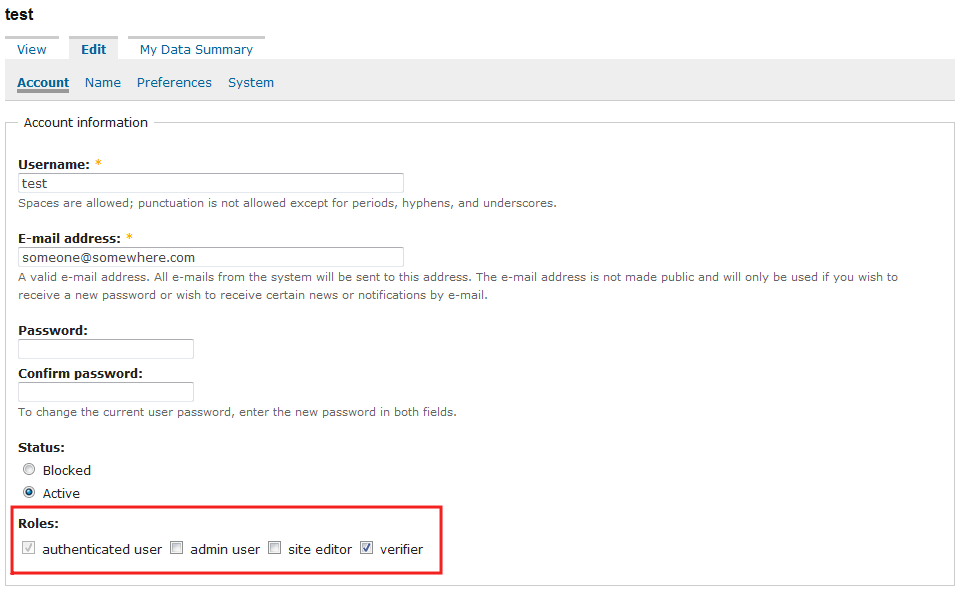 test
View Edit My Data Summary
Account Name Preferences System
Account information
Username: *
test
Spaces are allowed; punctuation is not allowed except for periods, hyphens, and underscores.
E-mail address: *
someone@somewhere.com
A valid e-mail address. All e-mails from the system will be sent to this address. The e-mail address is not made public and will only be used if you wish to
receive a new password or wish to receive certain news or notifications by e-mail.
Password:
Confirm password:
To change the current user password, enter the new password in both fields.
Status:
Blocked
Active
Roles:
authenticated user admin user site editor verifier